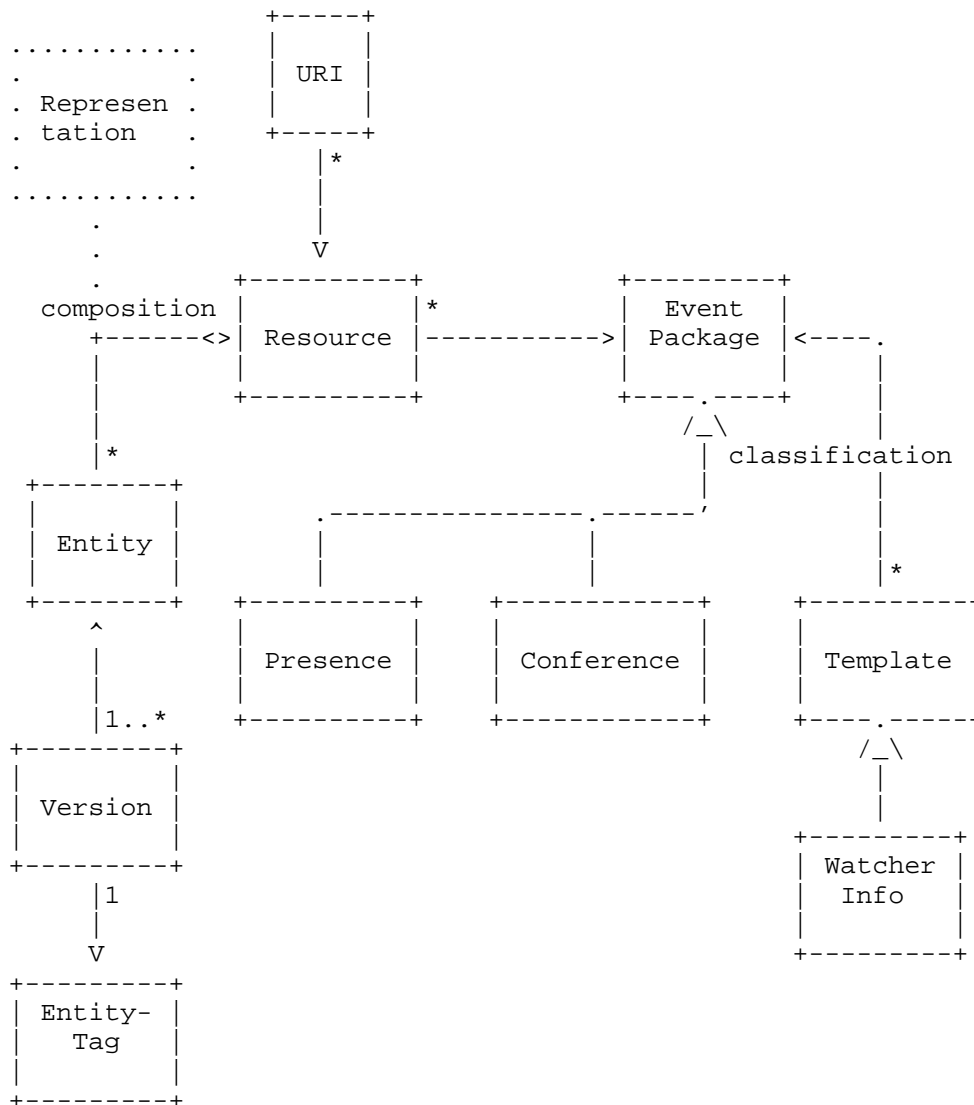 URI
*
Represen
tation
composition
Resource
*
Event
Package
*
classification
Entity
*
Presence
Conference
Template
1..*
Version
Watcher
Info
1
Entity-
Tag